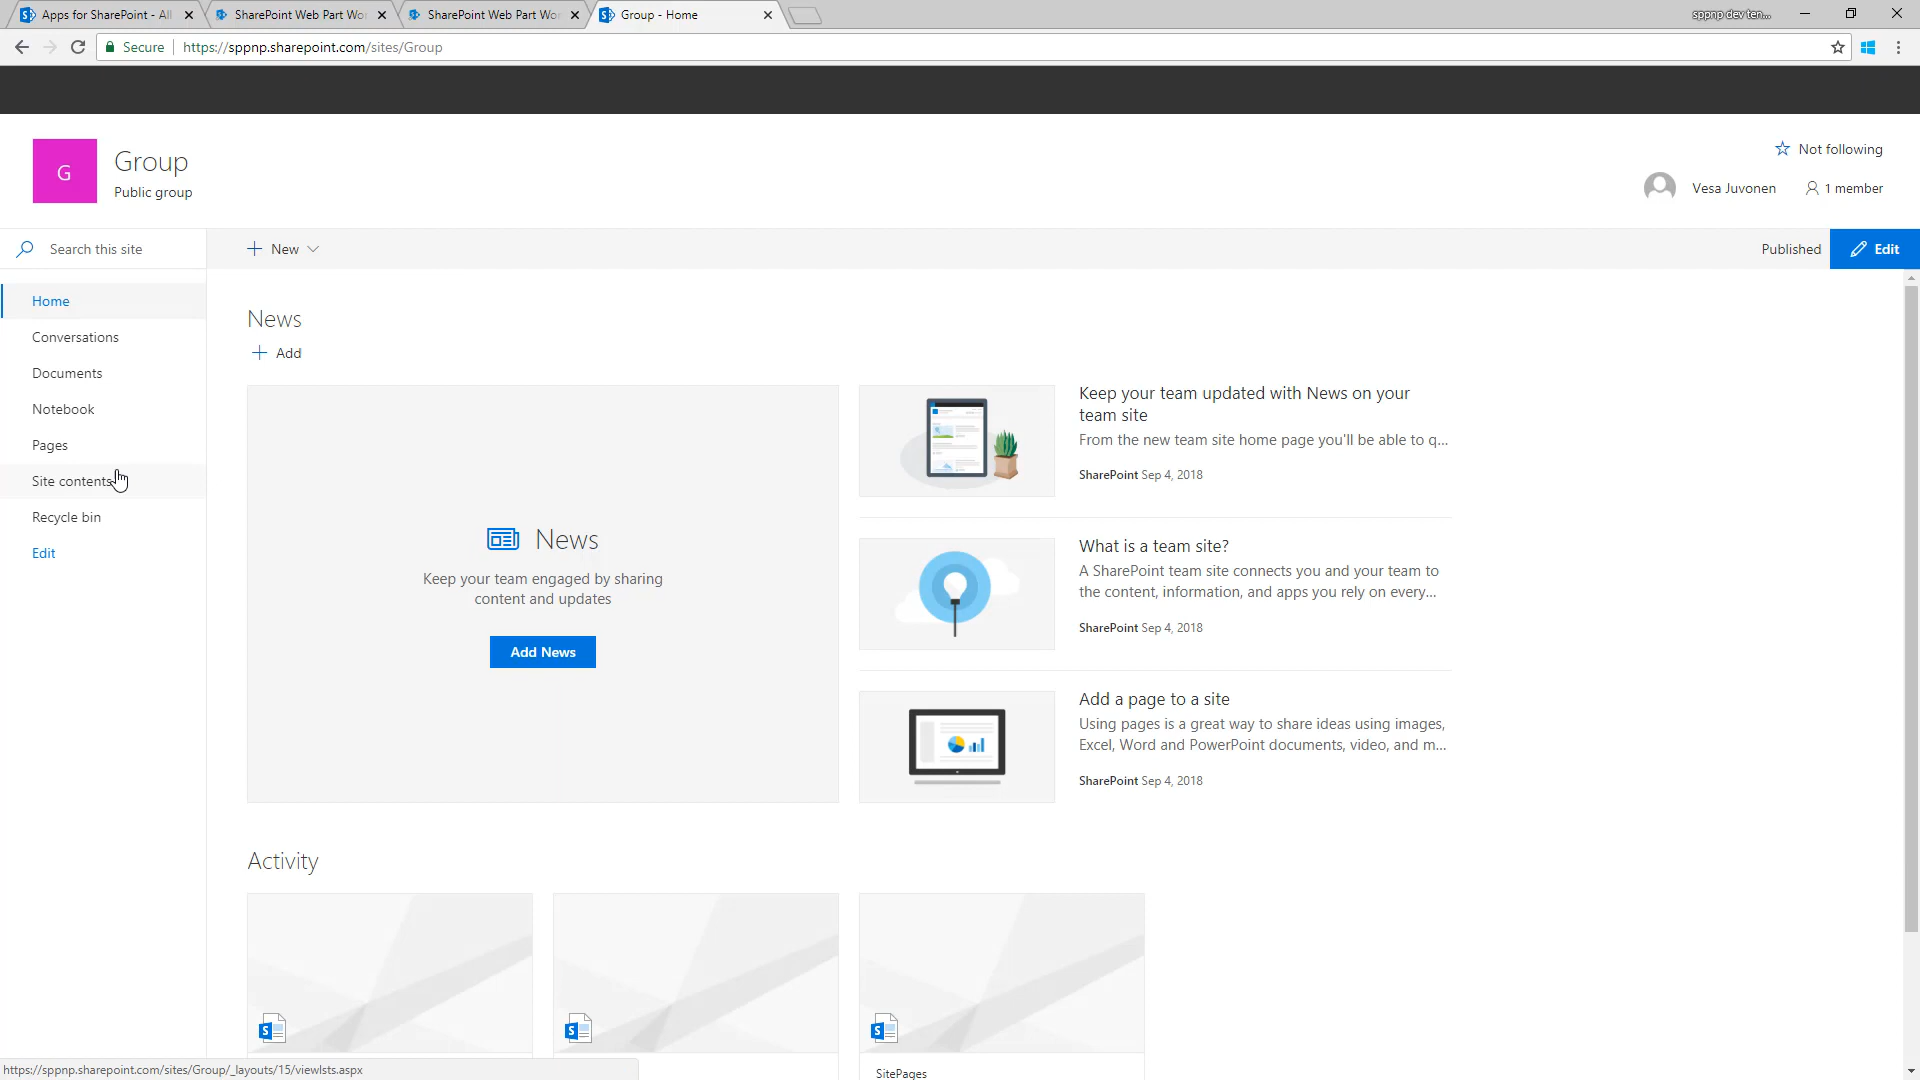 Apps for SharePoint - All
SharePoint Web Part Wo
SharePoint Web Part Wo
Group - Home
sppnp dev ten...
Secure
https://sppnp.sharepoint.com/sites/Group
G
Group
Public group
Not following
Vesa Juvonen
1 member
Search this site
New
Published
Edit
Home
Conversations
Documents
Notebook
Pages
Site contents
Recycle bin
Edit
News
Add
News
Keep your team engaged by sharing
content and updates
Add News
Keep your team updated with News on your
team site
From the new team site home page you'll be able to q...
SharePoint Sep 4, 2018
What is a team site?
A SharePoint team site connects you and your team to
the content, information, and apps you rely on every...
SharePoint Sep 4, 2018
Add a page to a site
Using pages is a great way to share ideas using images,
Excel, Word and PowerPoint documents, video, and m...
SharePoint Sep 4, 2018
Activity
SitePages
https://sppnp.sharepoint.com/sites/Group/_layouts/15/viewlsts.aspx